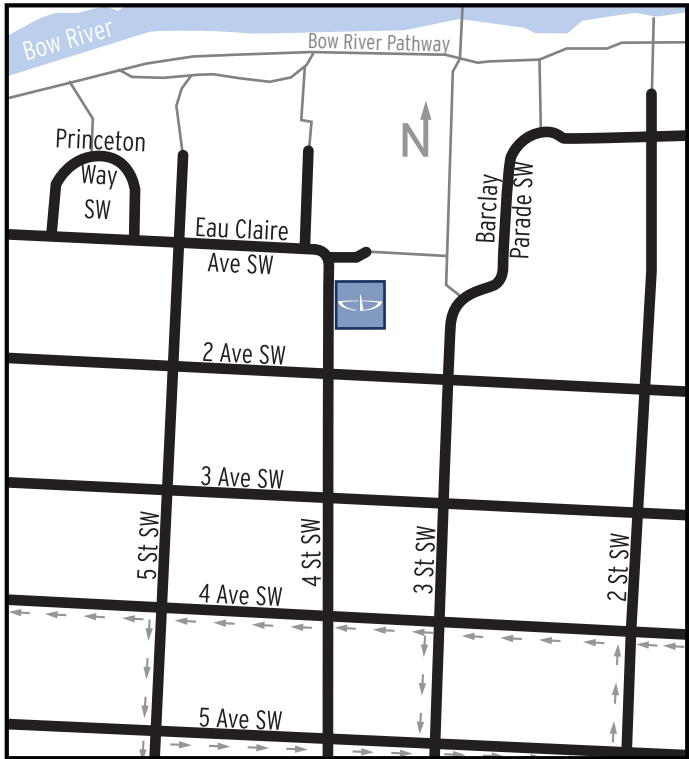 Bow River
Bow River Pathway
N
Princeton
Way
SW
Barclay
Parade SW
Eau Claire
Ave SW
2 Ave SW
3 Ave SW
5 St SW
4 St SW
3 St SW
2 St SW
4 Ave SW
5 Ave SW